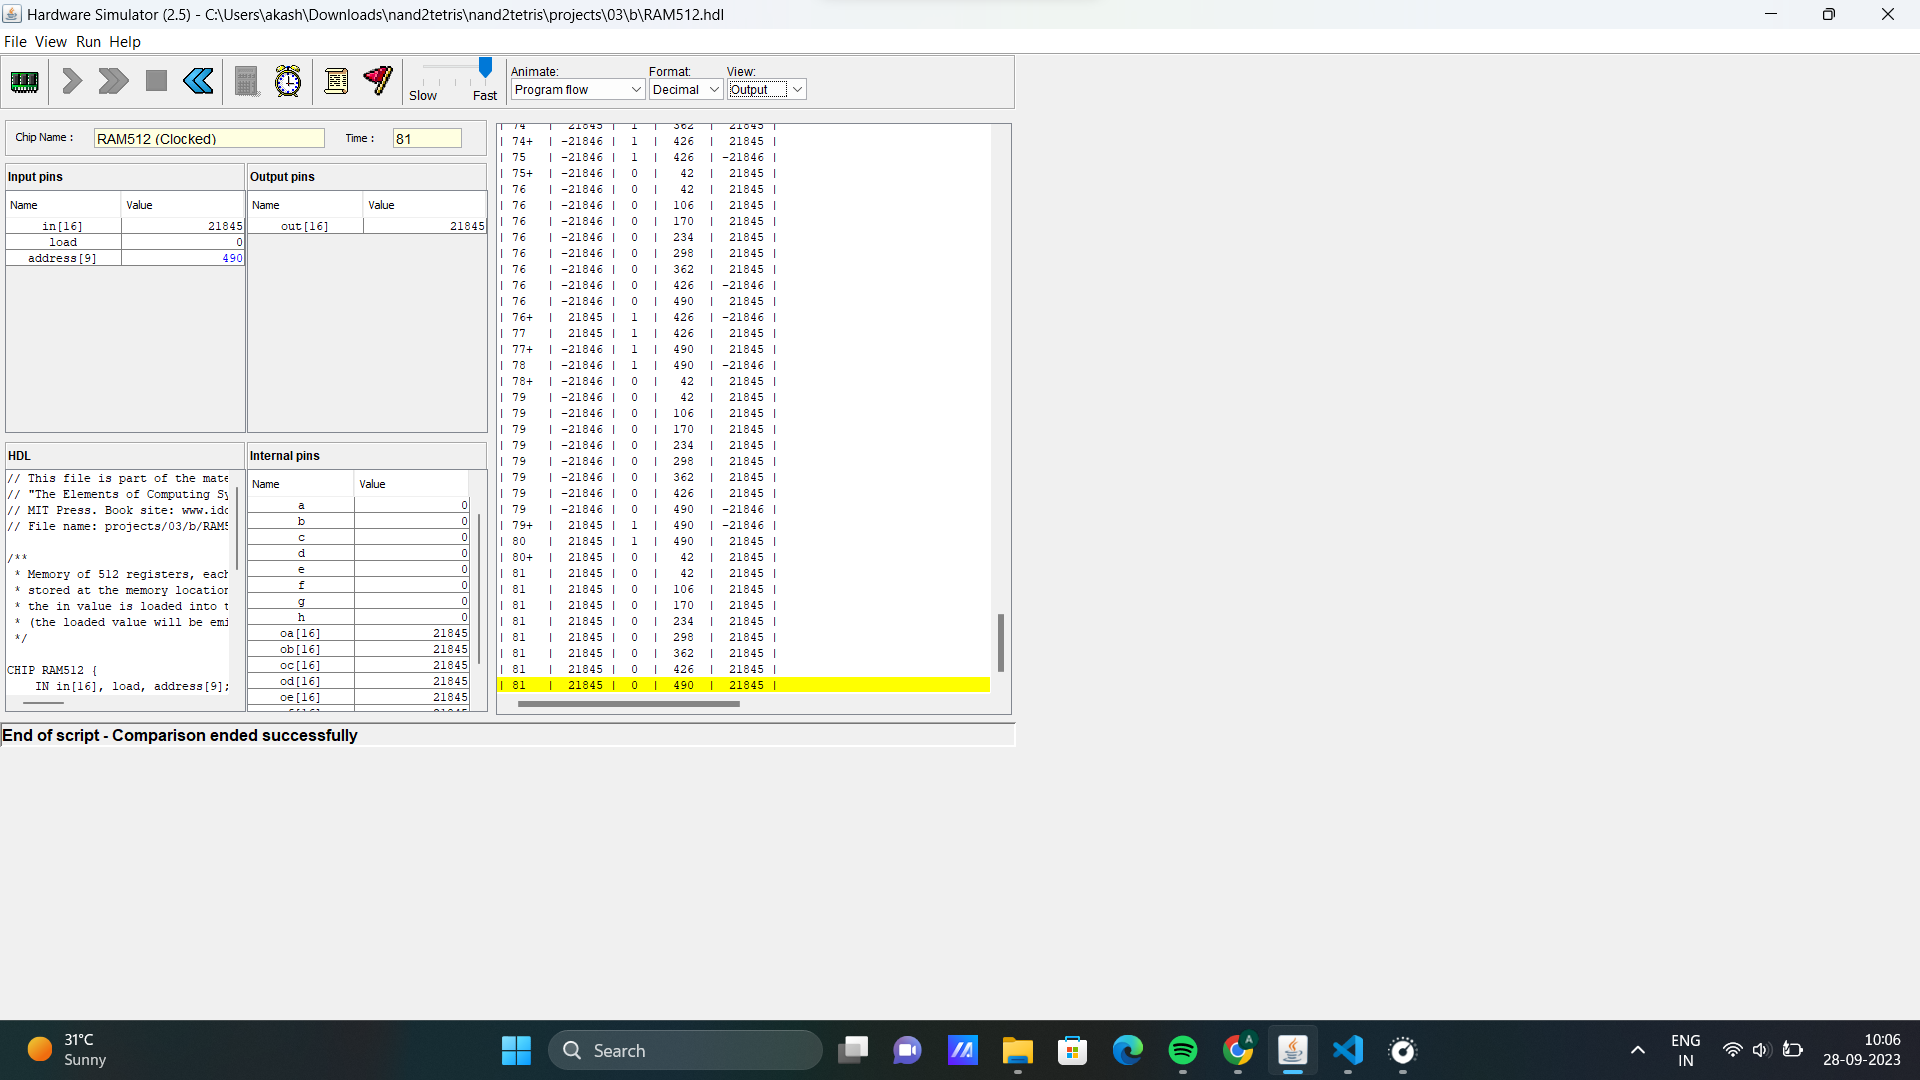 Hardware Simulator (2.5) - C:\Users\akash\Downloads\nand2tetris\nand2tetris\projects\03\b\RAM512.hdl
File View Run Help
Slow Fast
Animate: Format: View:
Program flow Decimal Output
Chip Name : RAM512 (Clocked) Time : 81
Input pins
Name Value
in[16] 21845
load 0
address[9] 490
Output pins
Name Value
out[16] 21845
HDL
// This file is part of the mate
// "The Elements of Computing Sy
// MIT Press. Book site: www.idc
// File name: projects/03/b/RAM5
/**
* Memory of 512 registers, each
* stored at the memory location
* the in value is loaded into t
* (the loaded value will be emi
*/
CHIP RAM512 {
IN in[16], load, address[9];
Internal pins
Name Value
a 0
b 0
c 0
d 0
e 0
f 0
g 0
h 0
oa[16] 21845
ob[16] 21845
oc[16] 21845
od[16] 21845
oe[16] 21845
| 74 | 21845 | 1 | 362 | 21845 |
| 74+ | -21846 | 1 | 426 | 21845 |
| 75 | -21846 | 1 | 426 | -21846 |
| 75+ | -21846 | 0 | 42 | 21845 |
| 76 | -21846 | 0 | 42 | 21845 |
| 76 | -21846 | 0 | 106 | 21845 |
| 76 | -21846 | 0 | 170 | 21845 |
| 76 | -21846 | 0 | 234 | 21845 |
| 76 | -21846 | 0 | 298 | 21845 |
| 76 | -21846 | 0 | 362 | 21845 |
| 76 | -21846 | 0 | 426 | -21846 |
| 76 | -21846 | 0 | 490 | 21845 |
| 76+ | 21845 | 1 | 426 | -21846 |
| 77 | 21845 | 1 | 426 | 21845 |
| 77+ | -21846 | 1 | 490 | 21845 |
| 78 | -21846 | 1 | 490 | -21846 |
| 78+ | -21846 | 0 | 42 | 21845 |
| 79 | -21846 | 0 | 42 | 21845 |
| 79 | -21846 | 0 | 106 | 21845 |
| 79 | -21846 | 0 | 170 | 21845 |
| 79 | -21846 | 0 | 234 | 21845 |
| 79 | -21846 | 0 | 298 | 21845 |
| 79 | -21846 | 0 | 362 | 21845 |
| 79 | -21846 | 0 | 426 | 21845 |
| 79 | -21846 | 0 | 490 | -21846 |
| 79+ | 21845 | 1 | 490 | -21846 |
| 80 | 21845 | 1 | 490 | 21845 |
| 80+ | 21845 | 0 | 42 | 21845 |
| 81 | 21845 | 0 | 42 | 21845 |
| 81 | 21845 | 0 | 106 | 21845 |
| 81 | 21845 | 0 | 170 | 21845 |
| 81 | 21845 | 0 | 234 | 21845 |
| 81 | 21845 | 0 | 298 | 21845 |
| 81 | 21845 | 0 | 362 | 21845 |
| 81 | 21845 | 0 | 426 | 21845 |
| 81 | 21845 | 0 | 490 | 21845 |
End of script - Comparison ended successfully
31°C
Sunny
Search
A
ENG
IN
10:06
28-09-2023